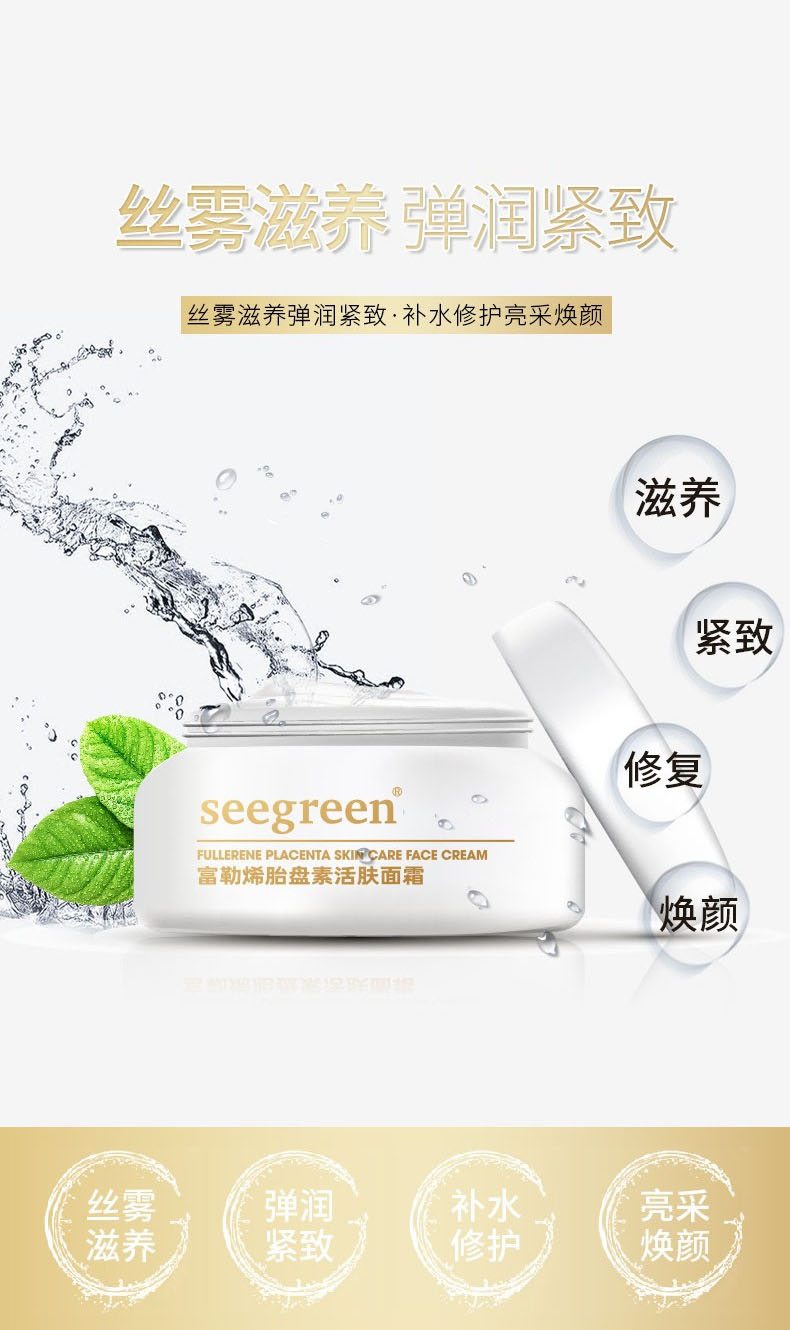 丝雾滋养 弹润紧致
丝雾滋养弹润紧致·补水修护亮采焕颜
滋养
紧致
修复
焕颜
seegreen®
FULLERENE PLACENTA SKIN CARE FACE CREAM
富勒烯胎盘素活肤面霜
丝雾
滋养
弹润
紧致
补水
修护
亮采
焕颜